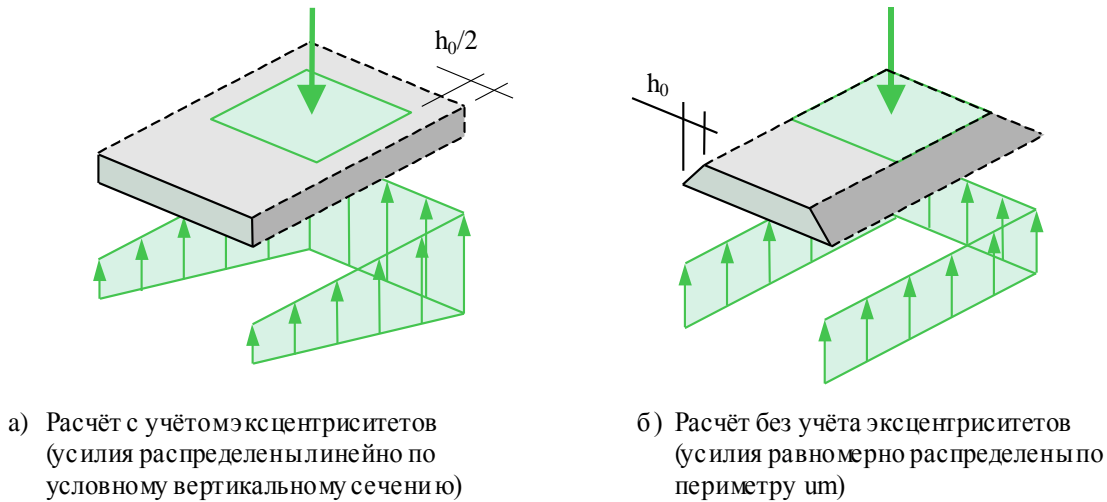 h0/2
h0
а) Расчёт с учётом эксцентриситетов
(усилия распределены линейно по
условному вертикальному сечению)
б) Расчёт без учёта эксцентриситетов
(усилия равномерно распределены по
периметру um)